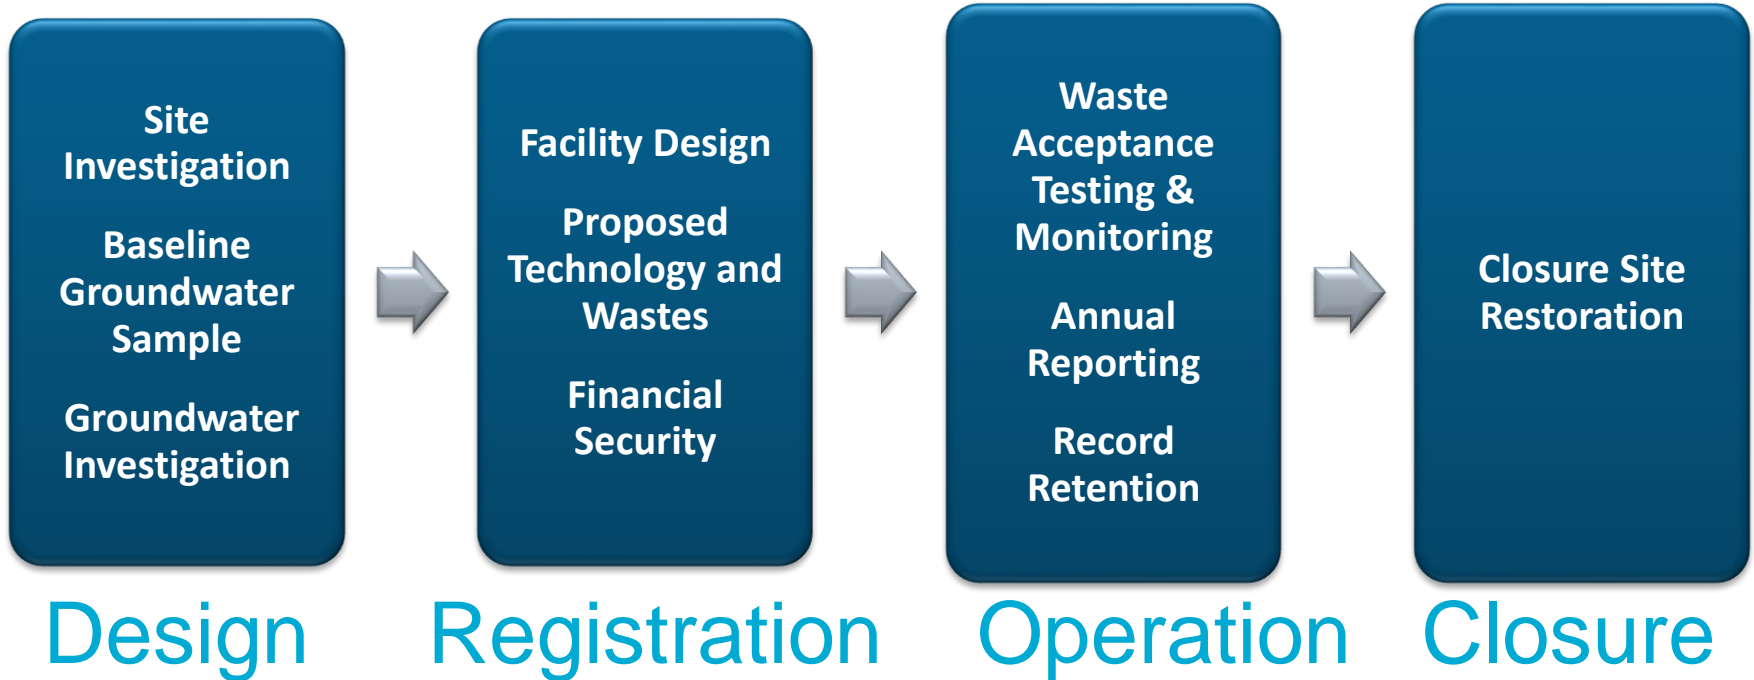 Site
Investigation
Baseline
Groundwater
Sample
Groundwater
Investigation
Facility Design
Proposed
Technology and
Wastes
Financial
Security
Waste
Acceptance
Testing &
Monitoring
Annual
Reporting
Record
Retention
Closure Site
Restoration
Design
Registration
Operation
Closure